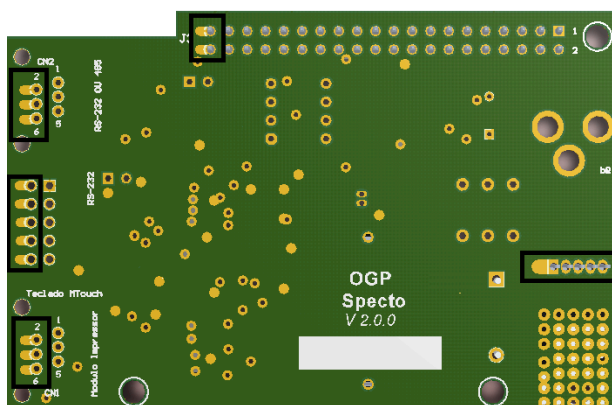 J3
1
2
CN2
2
1
6
5
RS-232 OU 485
RS-232
Teclado MTouch
2
1
6
5
CN1
Modulo Impressor
OGP
Specto
V 2.0.0